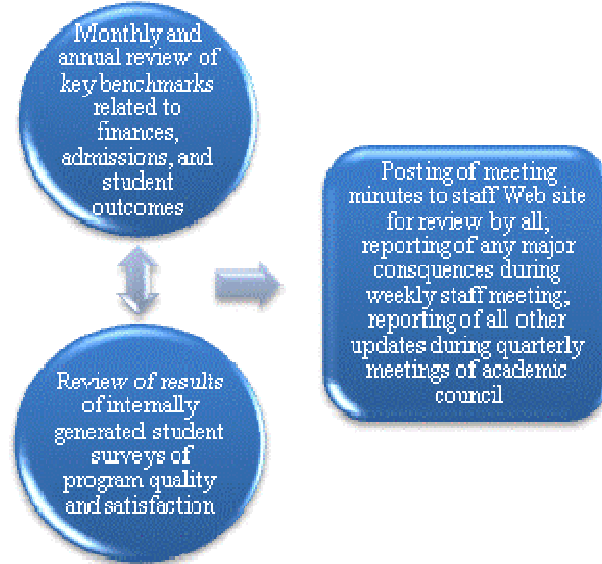 Monthly and
annual review of
key benchmarks
related to
finances,
admissions, and
student
outcomes
Posting of meeting
minutes to staff Web site
for review by all;
reporting of any major
consquences during
weekly staff meeting;
reporting of all other
updates during quarterly
meetings of academic
council
Review of results
of internally
generated student
surveys of
program quality
and satisfaction